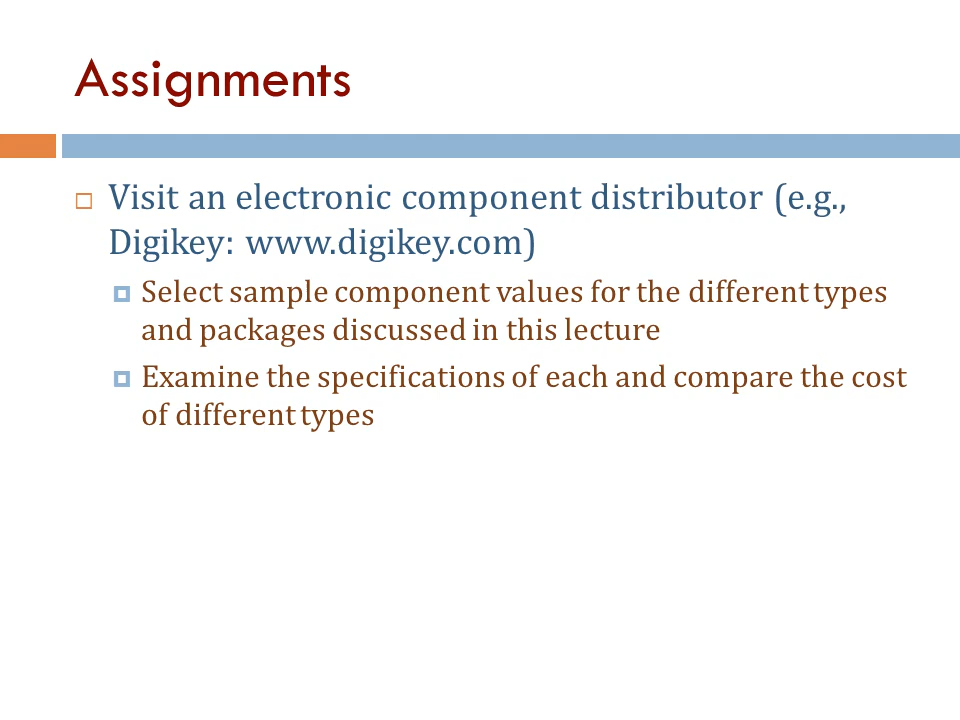 Assignments
Visit an electronic component distributor (e.g.,
Digikey: www.digikey.com)
Select sample component values for the different types
and packages discussed in this lecture
Examine the specifications of each and compare the cost
of different types